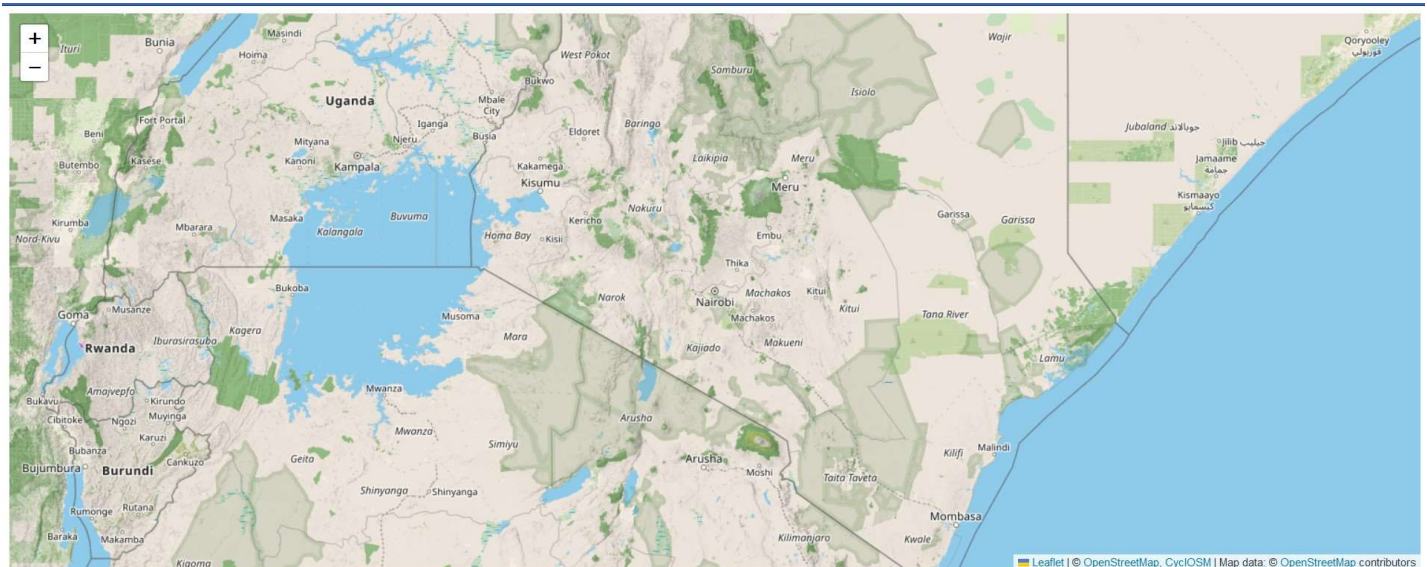 +
−
Ituri
Bunia
Masindi
Hoima
West Pokot
Bukwo
Samburu
Wajir
Isiolo
Qoryooley
قوريولي
Uganda
Mbale
City
Fort Portal
Beni
Butembo
Kasese
Mityana
Kanoni
Kampala
Njeru
Iganga
Busia
Eldoret
Baringo
Kakamega
Kisumu
Laikipia
Meru
Meru
Jubaland جوبالاند
Jilib جيليب
Jamaame
جمامة
Kismaayo
كيسمايو
Kirumba
Nord-Kivu
Mbarara
Masaka
Kalangala
Buvuma
Homa Bay
Kisii
Kericho
Nakuru
Embu
Garissa
Garissa
Thika
Nairobi
Machakos
Machakos
Kitui
Kitui
Tana River
Bukoba
Musoma
Mara
Narok
Kajiado
Makueni
Lamu
Goma
Musanze
Rwanda
Iburasirasuba
Kagera
Amajyepfo
Bukavu
Cibitoke
Ngozi
Kirundo
Muyinga
Karuzi
Bubanza
Cankuzo
Bujumbura
Burundi
Mwanza
Mwanza
Simiyu
Geita
Shinyanga
Shinyanga
Arusha
Arusha
Moshi
Taita Taveta
Kilifi
Malindi
Mombasa
Kwale
Kilimanjaro
Rumonge
Rutana
Baraka
Makamba
Kigoma
Leaflet | © OpenStreetMap, CyclOSM | Map data: © OpenStreetMap contributors